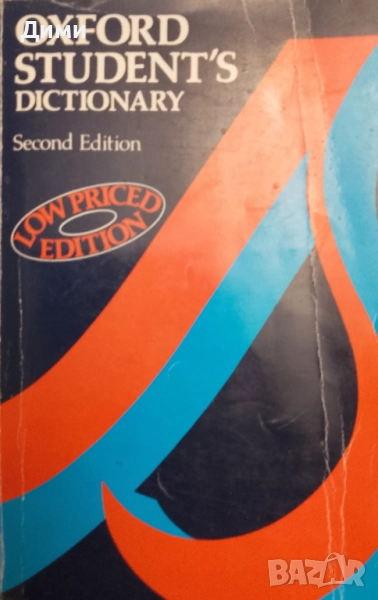 Дими
OXFORD
STUDENT'S
DICTIONARY
Second Edition
LOW PRICED
EDITION
BAZAR